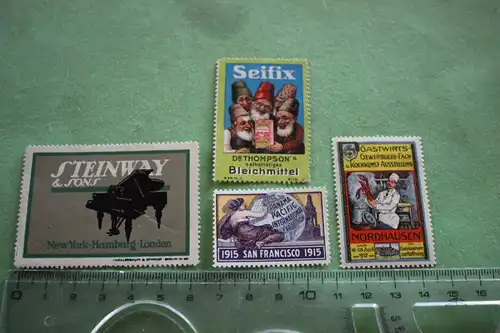 Seifix
Dr. THOMPSON's
selbsttätiges
Bleichmittel
STEINWAY
& SONS
New York·Hamburg·London
PANAMA
PACIFIC
INTERNATIONAL
1915 SAN FRANCISCO 1915
GASTWIRTS
GEWERBLICHE-FACH
u. KOCHKUNST-AUSSTELLUNG
NORDHAUSEN
0 1 2 3 4 5 6 7 8 9 10 11 12 13 14 15 16